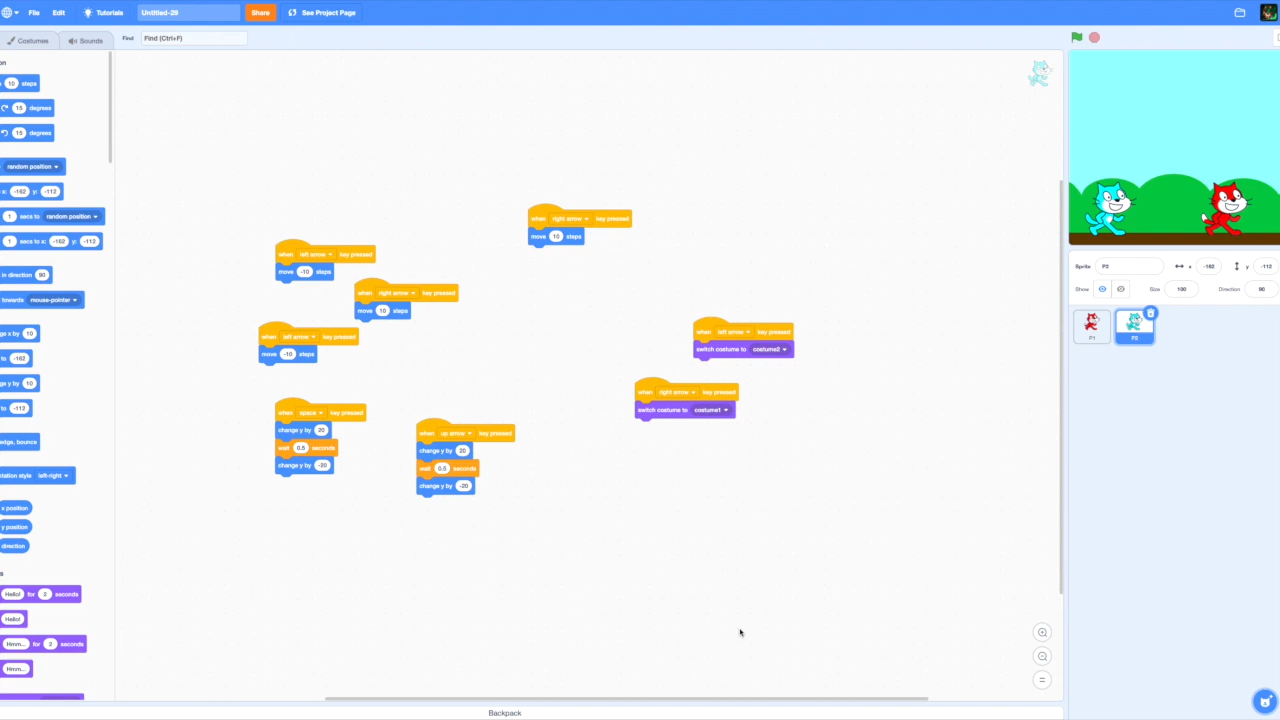 File Edit Tutorials Untitled-29 Share See Project Page
Costumes Sounds Find Find (Ctrl+F)
10 steps
15 degrees
15 degrees
random position
x: -162 y: -112
1 secs to random position
1 secs to x: -162 y: -112
in direction 90
towards mouse-pointer
x by 10
to -162
y by 10
to -112
edge, bounce
style left-right
x position
y position
direction
Hello! for 2 seconds
Hello!
Hmm... for 2 seconds
Hmm...
when right arrow key pressed
move 10 steps
when left arrow key pressed
move -10 steps
when right arrow key pressed
move 10 steps
when left arrow key pressed
move -10 steps
when left arrow key pressed
switch costume to costume2
when right arrow key pressed
switch costume to costume1
when space key pressed
change y by 20
wait 0.5 seconds
change y by -20
when up arrow key pressed
change y by 20
wait 0.5 seconds
change y by -20
Sprite P2 x -162 y -112
Show Size 100 Direction 90
P1 P2
Backpack